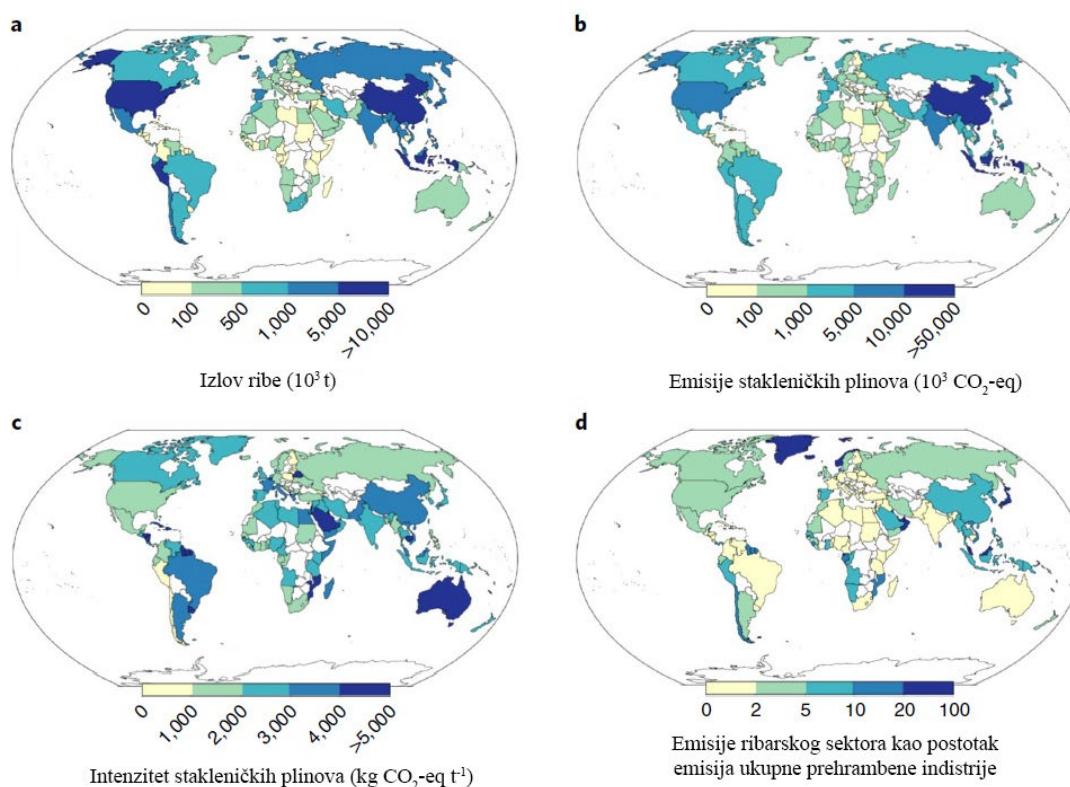 a
0
100
500
1,000
5,000
>10,000
Izlov ribe (10³ t)
b
0
100
1,000
5,000
10,000
>50,000
Emisije stakleničkih plinova (10³ CO₂-eq)
c
0
1,000
2,000
3,000
4,000
>5,000
Intenzitet stakleničkih plinova (kg CO₂-eq t⁻¹)
d
0 2 5 10 20 100
Emisije ribarskog sektora kao postotak
emisija ukupne prehrambene indistrije